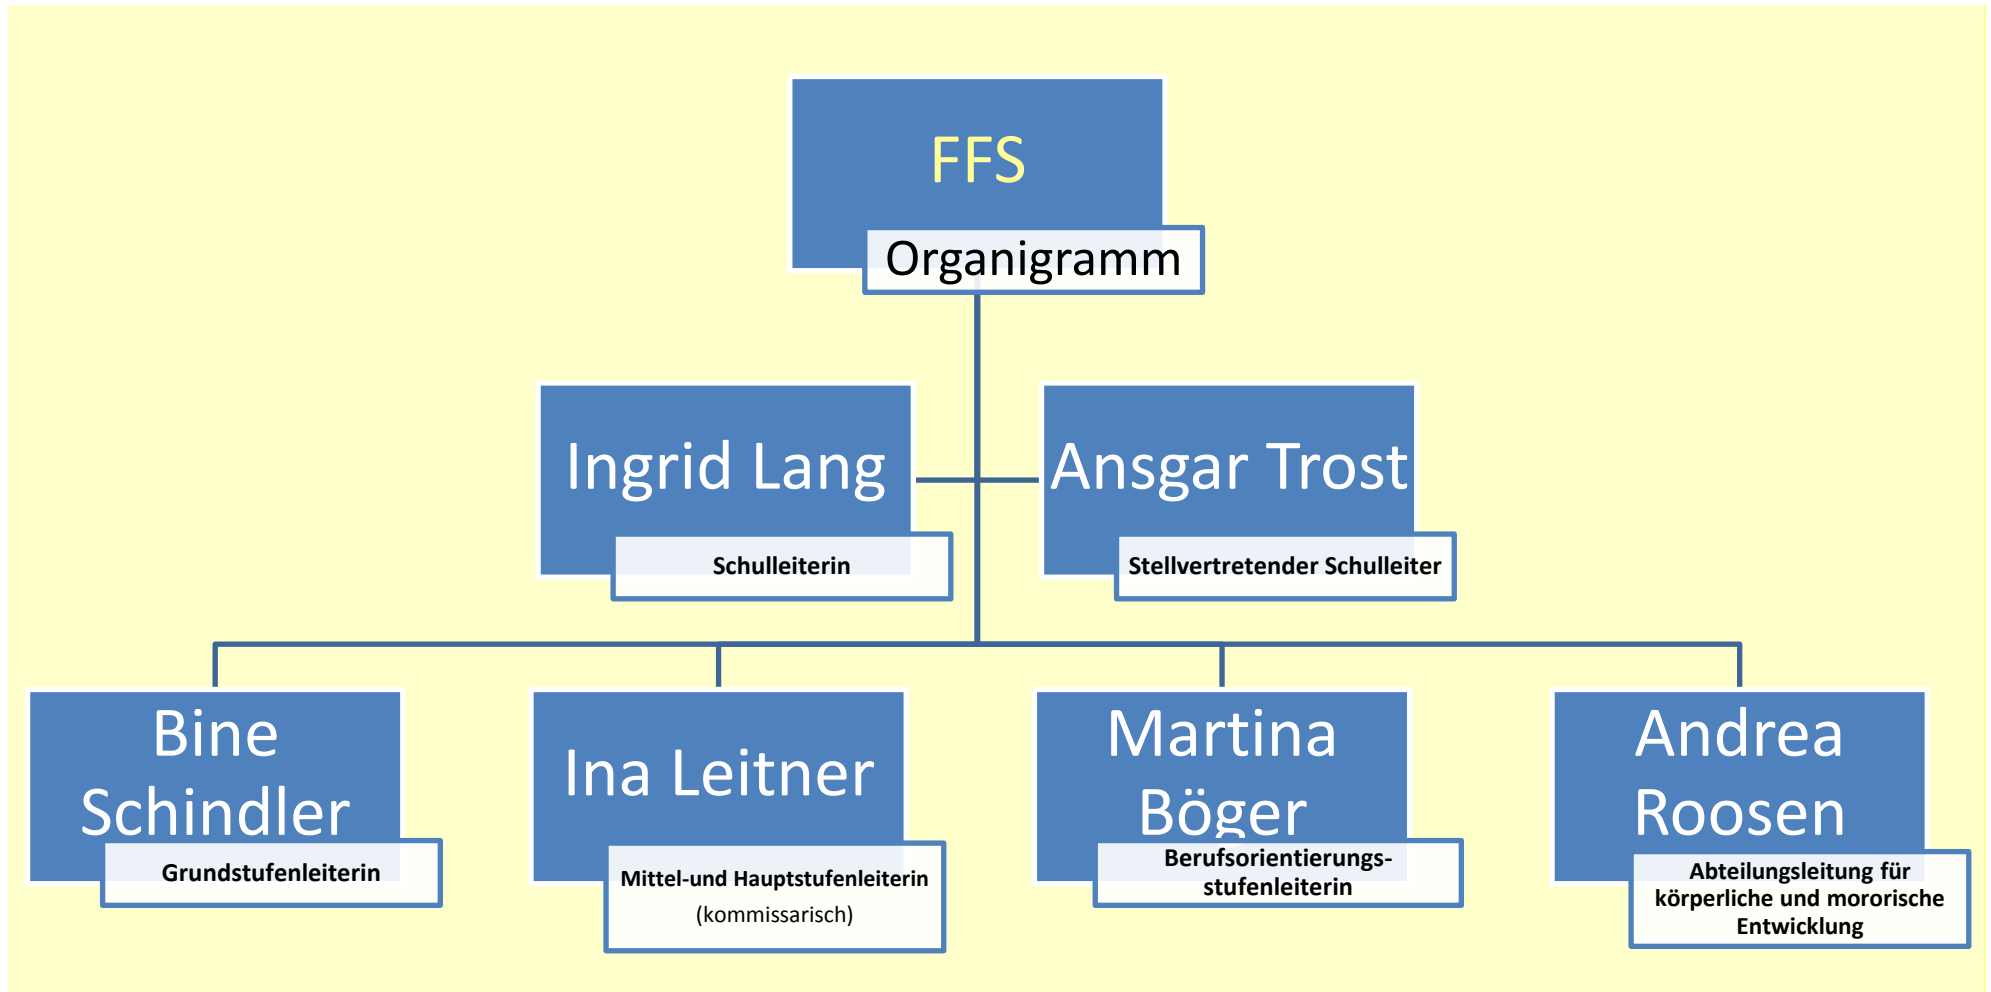 FFS
Organigramm
Ingrid Lang
Schulleiterin
Ansgar Trost
Stellvertretender Schulleiter
Bine
Schindler
Grundstufenleiterin
Ina Leitner
Mittel-und Hauptstufenleiterin
(kommissarisch)
Martina
Böger
Berufsorientierungs-
stufenleiterin
Andrea
Roosen
Abteilungsleitung für
körperliche und mororische
Entwicklung